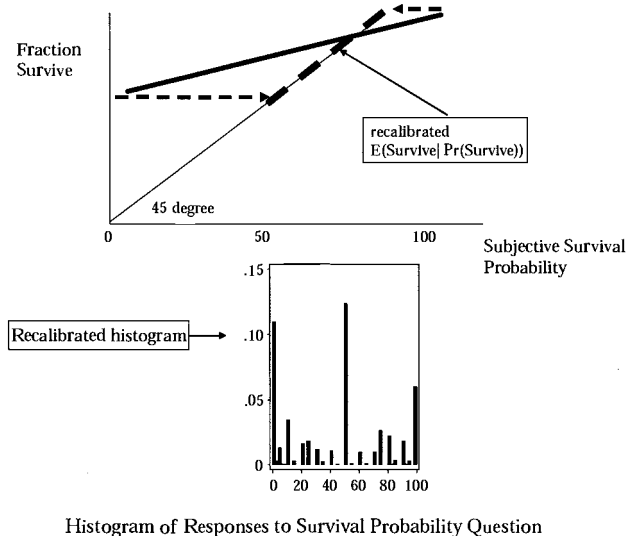 Fraction
Survive
recalibrated
E(Survive| Pr(Survive))
45 degree
0 50 100
Subjective Survival
Probability
.15
.10
.05
0
Recalibrated histogram
0 20 40 60 80 100
Histogram of Responses to Survival Probability Question